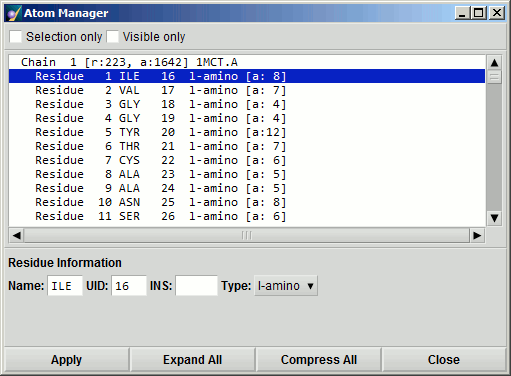 Atom Manager
Selection only Visible only
Chain 1 [r:223, a:1642] 1MCT.A
Residue 1 ILE 16 l-amino [a: 8]
Residue 2 VAL 17 l-amino [a: 7]
Residue 3 GLY 18 l-amino [a: 4]
Residue 4 GLY 19 l-amino [a: 4]
Residue 5 TYR 20 l-amino [a:12]
Residue 6 THR 21 l-amino [a: 7]
Residue 7 CYS 22 l-amino [a: 6]
Residue 8 ALA 23 l-amino [a: 5]
Residue 9 ALA 24 l-amino [a: 5]
Residue 10 ASN 25 l-amino [a: 8]
Residue 11 SER 26 l-amino [a: 6]
Residue Information
Name: ILE UID: 16 INS: Type: l-amino
Apply Expand All Compress All Close